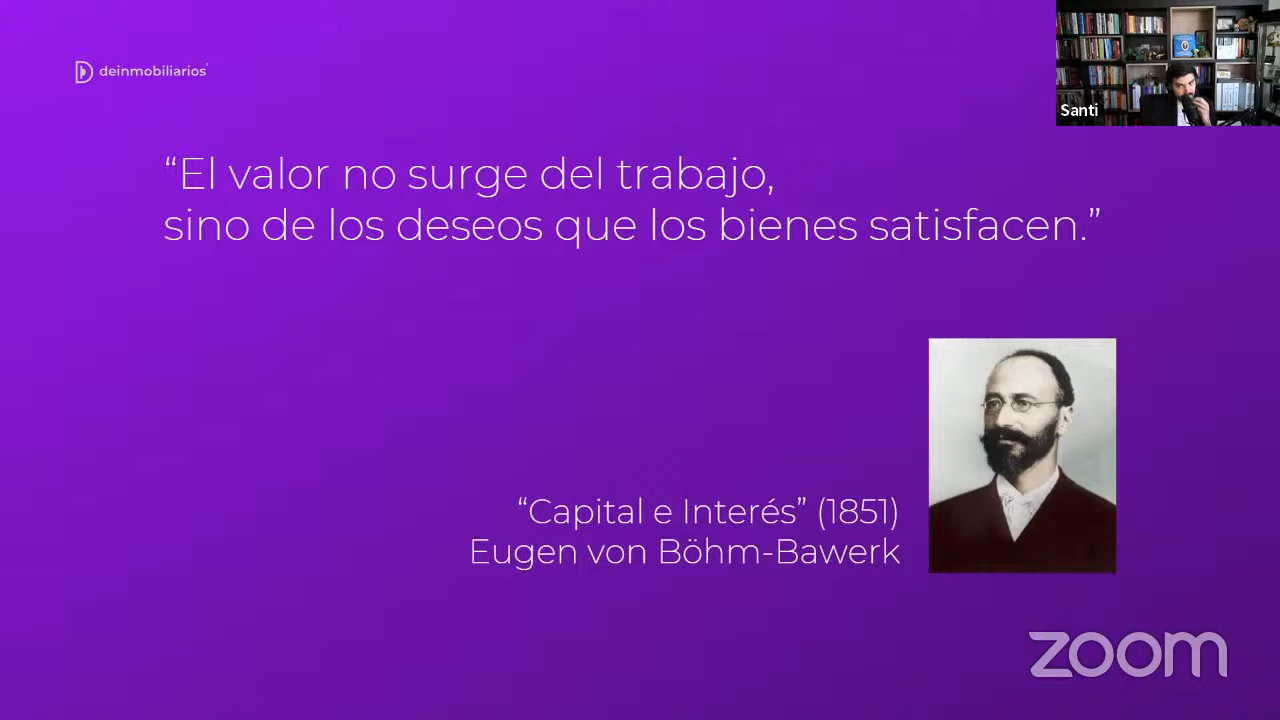 deinmobiliarios
Santi
“El valor no surge del trabajo,
sino de los deseos que los bienes satisfacen.”
“Capital e Interés” (1851)
Eugen von Böhm-Bawerk
zoom